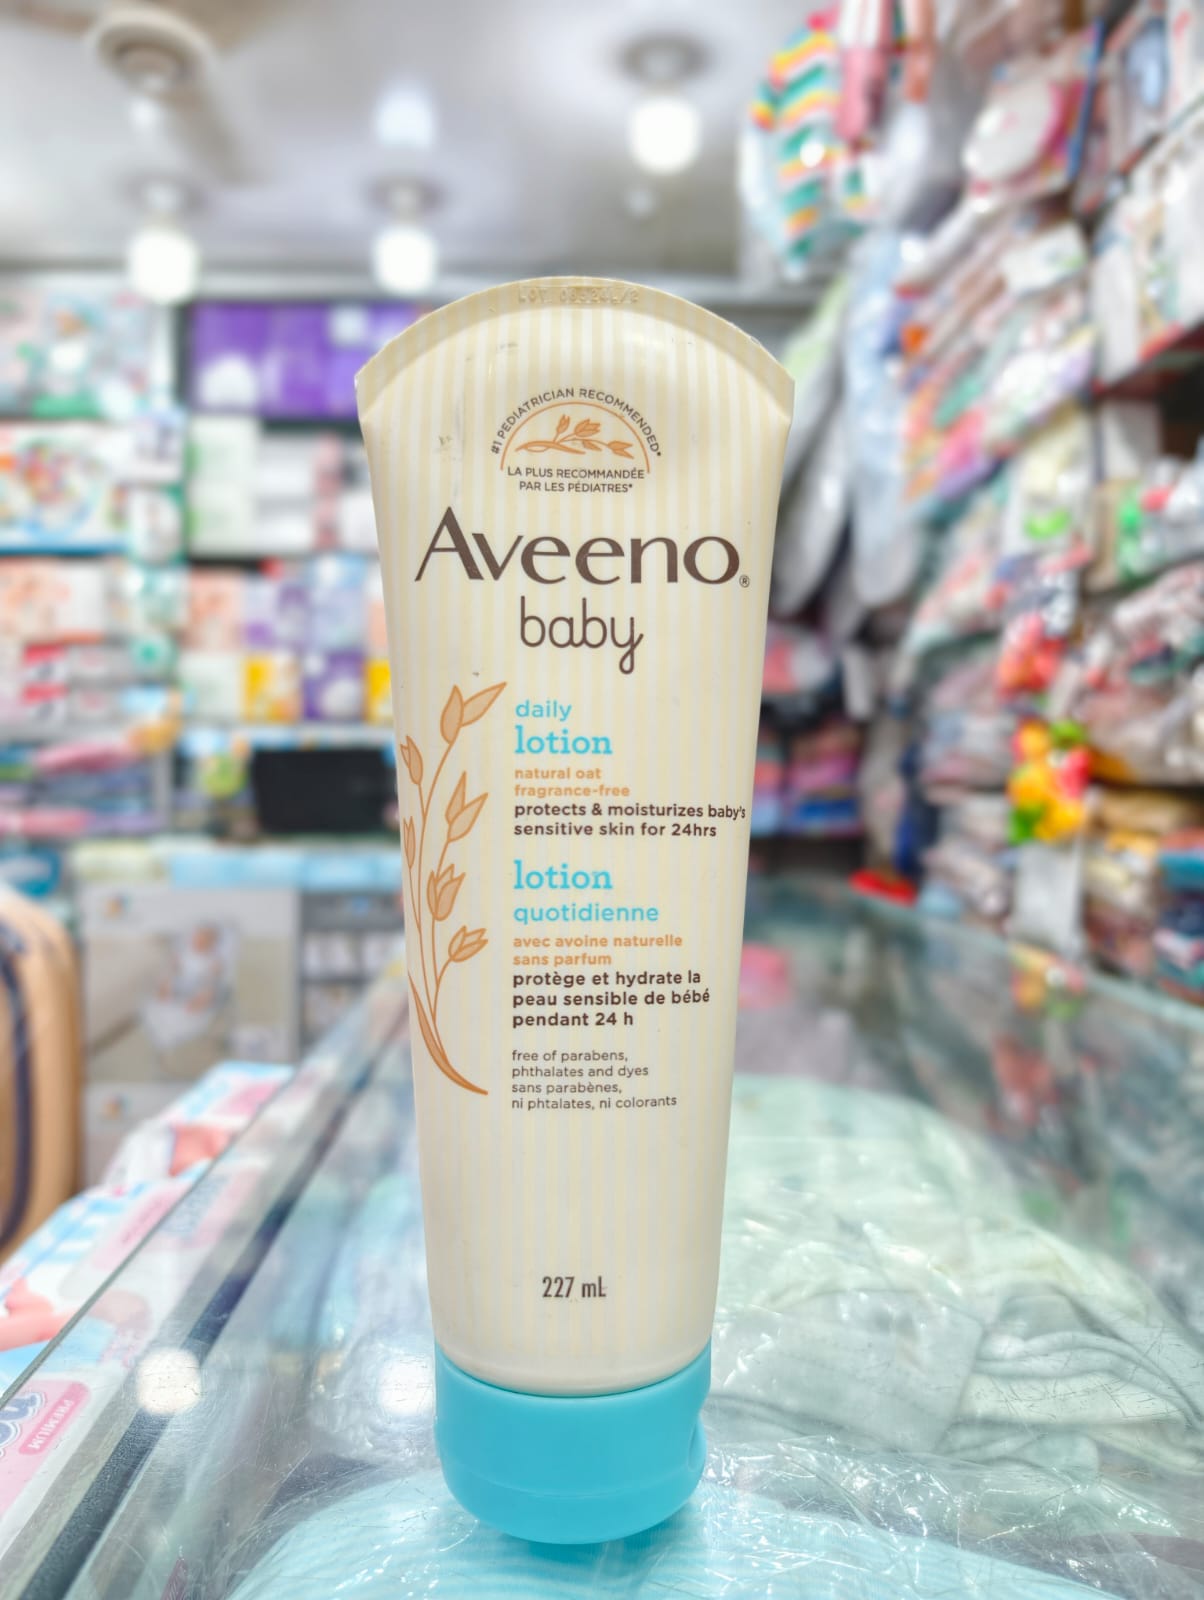 #1 PEDIATRICIAN RECOMMENDED*
LA PLUS RECOMMANDÉE
PAR LES PÉDIATRES*
Aveeno®
baby
daily
lotion
natural oat
fragrance-free
protects & moisturizes baby's
sensitive skin for 24hrs
lotion
quotidienne
avec avoine naturelle
sans parfum
protège et hydrate la
peau sensible de bébé
pendant 24 h
free of parabens,
phthalates and dyes
sans parabènes,
ni phtalates, ni colorants
227 mL
PREMIUM